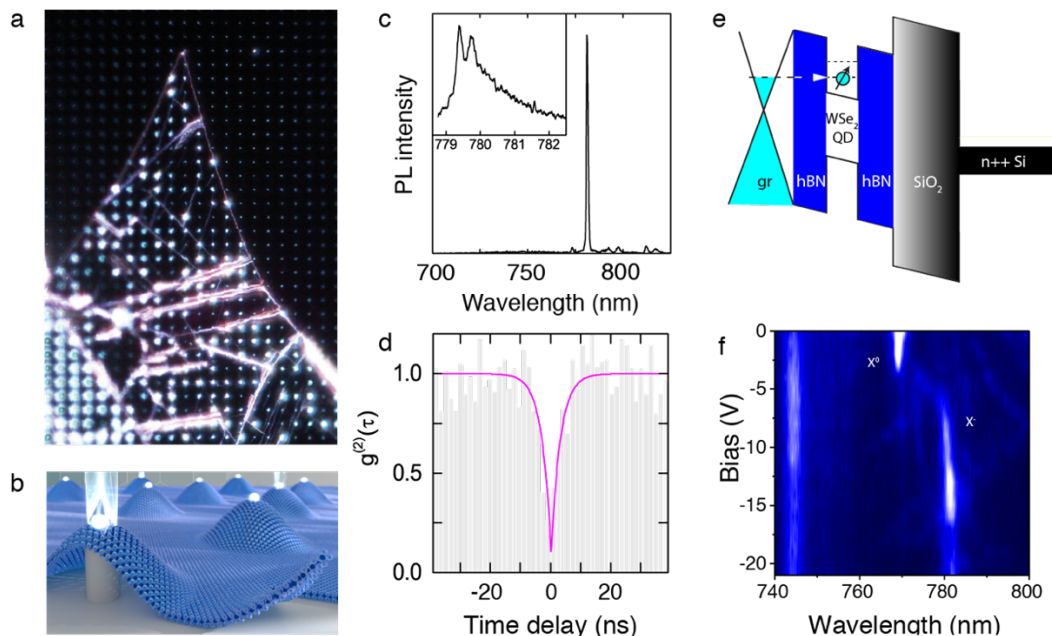 a
b
c
PL intensity
779 780 781 782
700 750 800
Wavelength (nm)
d
g⁽²⁾(τ)
1.0
0.5
0.0
-20 0 20
Time delay (ns)
e
gr
hBN
WSe₂
QD
hBN
SiO₂
n++ Si
f
Bias (V)
0
-5
-10
-15
-20
X⁰
X⁻
740 760 780 800
Wavelength (nm)